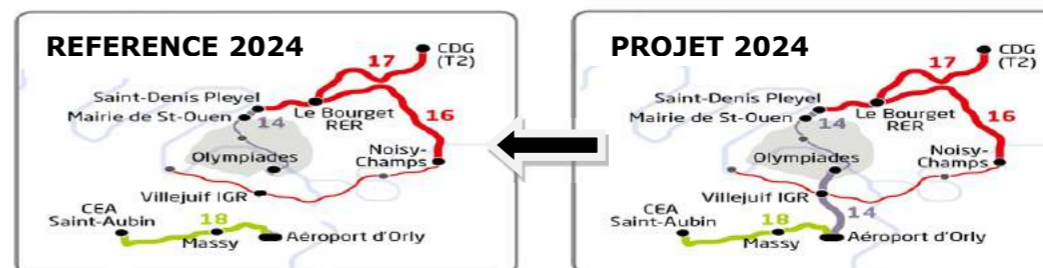 REFERENCE 2024
CDG
(T2)
17
Saint-Denis Pleyel
Mairie de St-Ouen
14
Le Bourget
RER
16
Olympiades
Noisy-
Champs
Villejuif IGR
CEA
Saint-Aubin
18
Massy
Aéroport d'Orly
PROJET 2024
CDG
(T2)
17
Saint-Denis Pleyel
Mairie de St-Ouen
14
Le Bourget
RER
16
Olympiades
Noisy-
Champs
Villejuif IGR
14
CEA
Saint-Aubin
18
Massy
Aéroport d'Orly